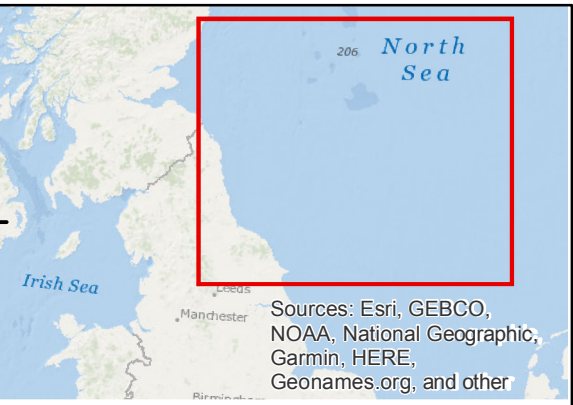 206
North
Sea
Irish Sea
Leeds
Manchester
Sources: Esri, GEBCO,
NOAA, National Geographic,
Garmin, HERE,
Geonames.org, and other
Birmingham